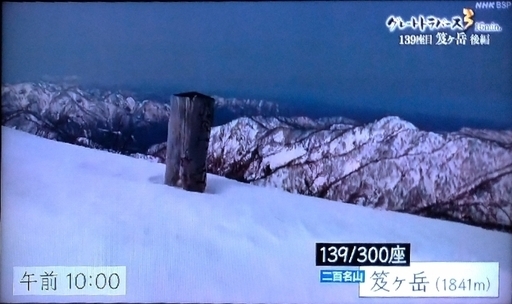 NHK BSP
グレートトラバース3 15min.
139座目 笈ヶ岳 後編
139/300座
二百名山 笈ヶ岳(1841m)
午前 10:00